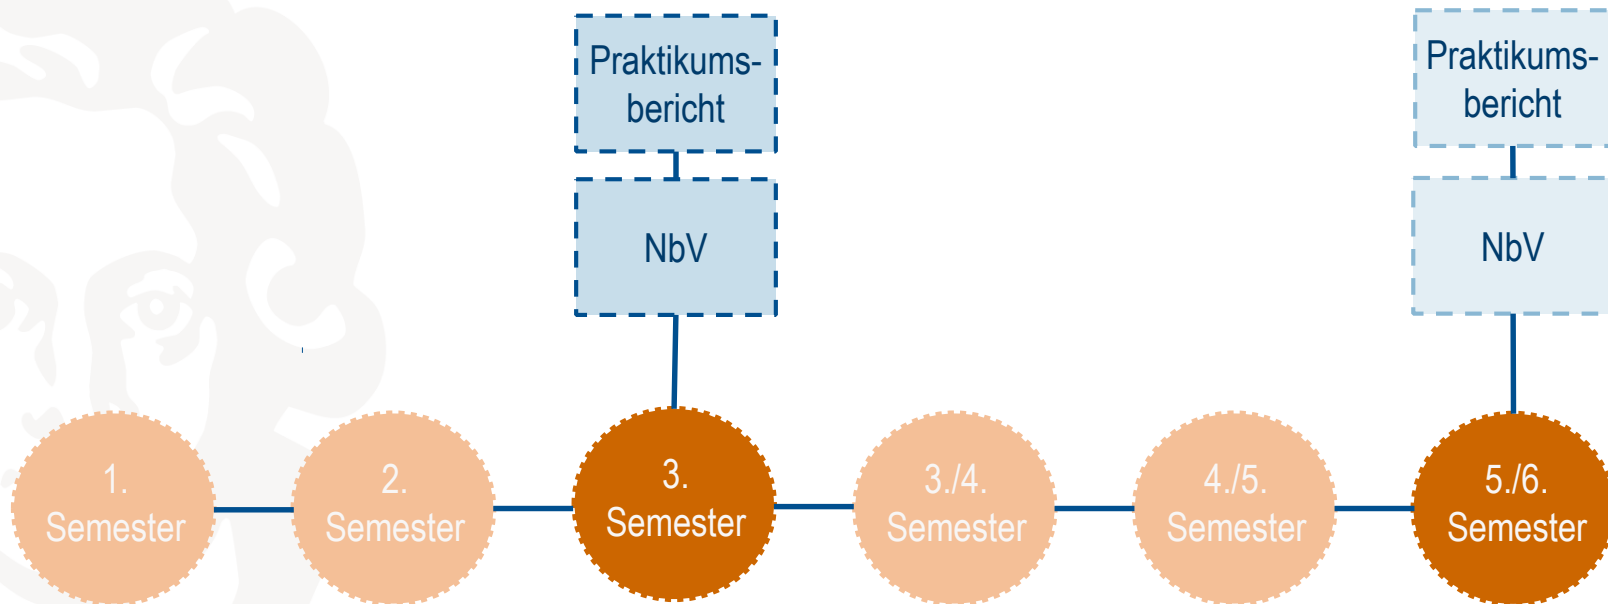 Praktikums-
bericht
NbV
Praktikums-
bericht
NbV
1.
Semester
2.
Semester
3.
Semester
3./4.
Semester
4./5.
Semester
5./6.
Semester